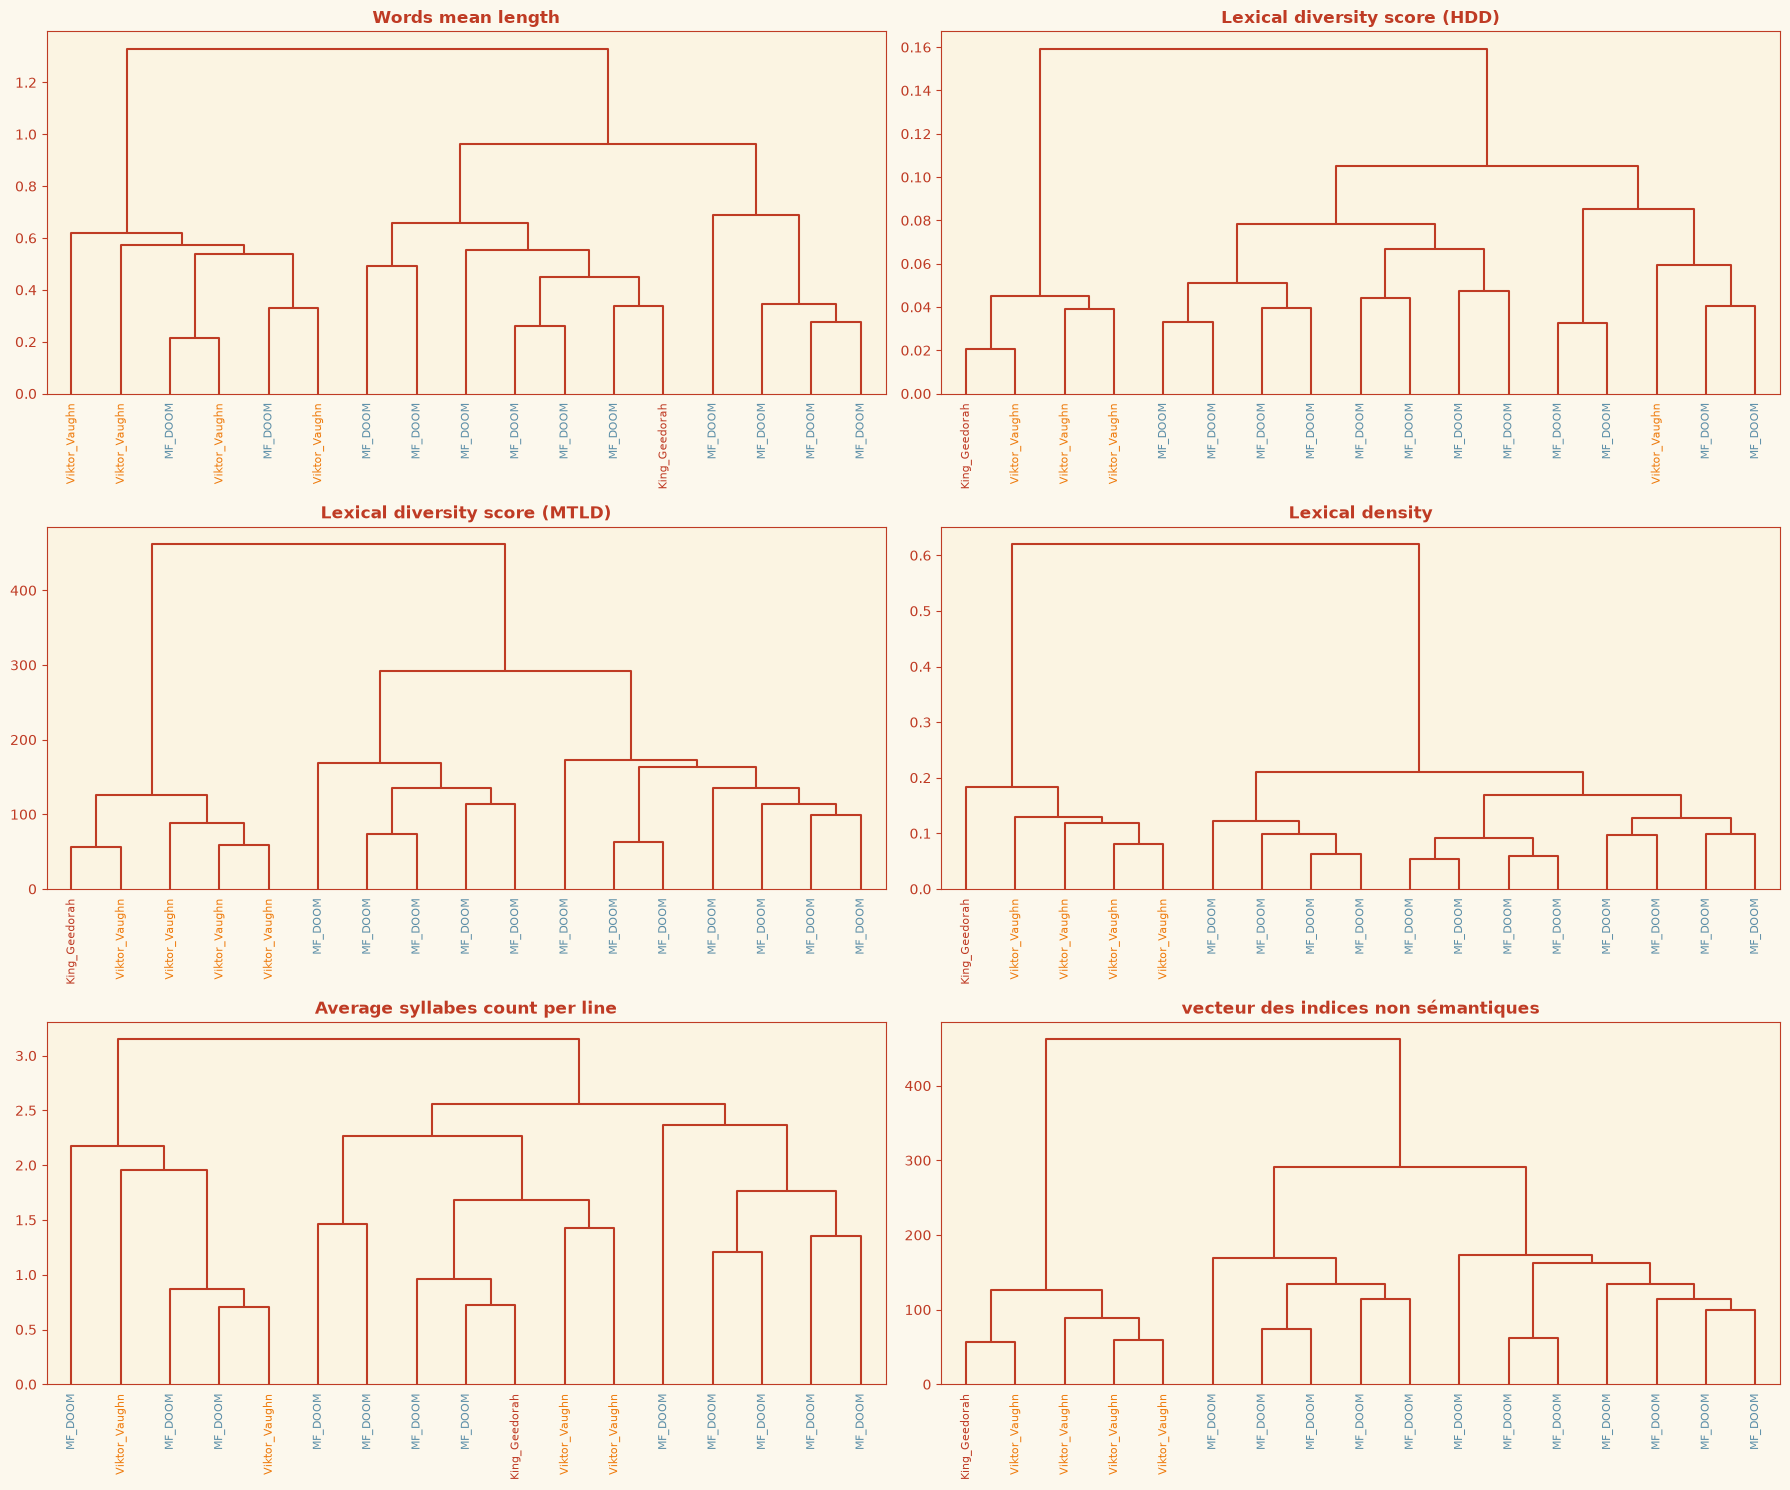 Words mean length
1.2
1.0
0.8
0.6
0.4
0.2
0.0
Viktor_Vaughn
Viktor_Vaughn
MF_DOOM
Viktor_Vaughn
MF_DOOM
Viktor_Vaughn
MF_DOOM
MF_DOOM
MF_DOOM
MF_DOOM
MF_DOOM
MF_DOOM
King_Geedorah
MF_DOOM
MF_DOOM
MF_DOOM
MF_DOOM
Lexical diversity score (HDD)
0.16
0.14
0.12
0.10
0.08
0.06
0.04
0.02
0.00
King_Geedorah
Viktor_Vaughn
Viktor_Vaughn
Viktor_Vaughn
MF_DOOM
MF_DOOM
MF_DOOM
MF_DOOM
MF_DOOM
MF_DOOM
MF_DOOM
MF_DOOM
MF_DOOM
MF_DOOM
Viktor_Vaughn
MF_DOOM
MF_DOOM
Lexical diversity score (MTLD)
400
300
200
100
0
King_Geedorah
Viktor_Vaughn
Viktor_Vaughn
Viktor_Vaughn
Viktor_Vaughn
MF_DOOM
MF_DOOM
MF_DOOM
MF_DOOM
MF_DOOM
MF_DOOM
MF_DOOM
MF_DOOM
MF_DOOM
MF_DOOM
MF_DOOM
MF_DOOM
Lexical density
0.6
0.5
0.4
0.3
0.2
0.1
0.0
King_Geedorah
Viktor_Vaughn
Viktor_Vaughn
Viktor_Vaughn
Viktor_Vaughn
MF_DOOM
MF_DOOM
MF_DOOM
MF_DOOM
MF_DOOM
MF_DOOM
MF_DOOM
MF_DOOM
MF_DOOM
MF_DOOM
MF_DOOM
MF_DOOM
Average syllabes count per line
3.0
2.5
2.0
1.5
1.0
0.5
0.0
MF_DOOM
Viktor_Vaughn
MF_DOOM
MF_DOOM
Viktor_Vaughn
MF_DOOM
MF_DOOM
MF_DOOM
MF_DOOM
King_Geedorah
Viktor_Vaughn
Viktor_Vaughn
MF_DOOM
MF_DOOM
MF_DOOM
MF_DOOM
MF_DOOM
vecteur des indices non sémantiques
400
300
200
100
0
King_Geedorah
Viktor_Vaughn
Viktor_Vaughn
Viktor_Vaughn
Viktor_Vaughn
MF_DOOM
MF_DOOM
MF_DOOM
MF_DOOM
MF_DOOM
MF_DOOM
MF_DOOM
MF_DOOM
MF_DOOM
MF_DOOM
MF_DOOM
MF_DOOM